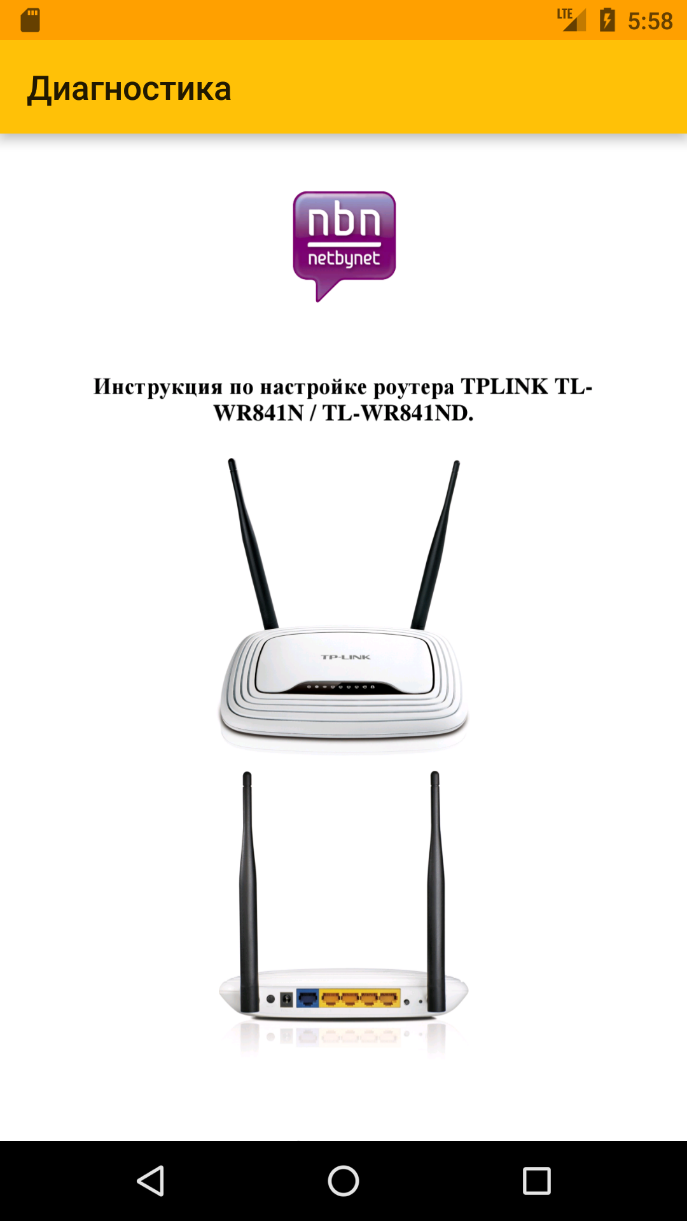 LTE 5:58
Диагностика
nbn
netbynet
Инструкция по настройке роутера TPLINK TL-
WR841N / TL-WR841ND.
TP-LINK